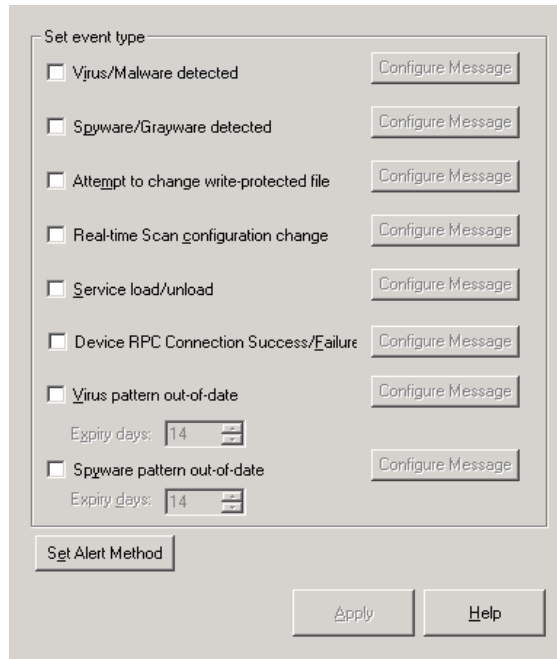 Set event type
Virus/Malware detected
Configure Message
Spyware/Grayware detected
Configure Message
Attempt to change write-protected file
Configure Message
Real-time Scan configuration change
Configure Message
Service load/unload
Configure Message
Device RPC Connection Success/Failure
Configure Message
Virus pattern out-of-date
Configure Message
Expiry days: 14
Spyware pattern out-of-date
Configure Message
Expiry days: 14
Set Alert Method
Apply
Help